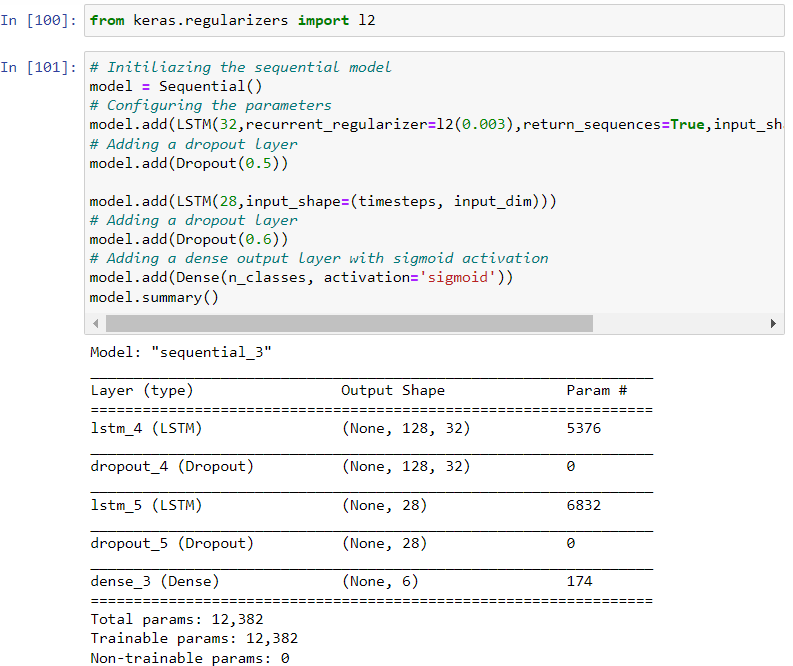 In [100]: from keras.regularizers import l2
In [101]: # Initiliazing the sequential model
model = Sequential()
# Configuring the parameters
model.add(LSTM(32,recurrent_regularizer=l2(0.003),return_sequences=True,input_sh
# Adding a dropout layer
model.add(Dropout(0.5))
model.add(LSTM(28,input_shape=(timesteps, input_dim)))
# Adding a dropout layer
model.add(Dropout(0.6))
# Adding a dense output layer with sigmoid activation
model.add(Dense(n_classes, activation='sigmoid'))
model.summary()
Model: "sequential_3"
Layer (type) Output Shape Param #
lstm_4 (LSTM) (None, 128, 32) 5376
dropout_4 (Dropout) (None, 128, 32) 0
lstm_5 (LSTM) (None, 28) 6832
dropout_5 (Dropout) (None, 28) 0
dense_3 (Dense) (None, 6) 174
Total params: 12,382
Trainable params: 12,382
Non-trainable params: 0